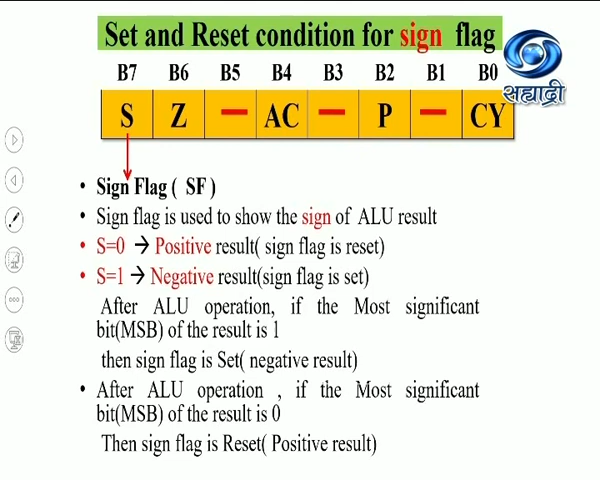 Set and Reset condition for sign flag
B7 B6 B5 B4 B3 B2 B1 B0
सह्याद्री
S Z — AC — P — CY
• Sign Flag ( SF )
• Sign flag is used to show the sign of ALU result
• S=0 → Positive result( sign flag is reset)
• S=1 → Negative result(sign flag is set)
After ALU operation, if the Most significant
bit(MSB) of the result is 1
then sign flag is Set( negative result)
• After ALU operation , if the Most significant
bit(MSB) of the result is 0
Then sign flag is Reset( Positive result)